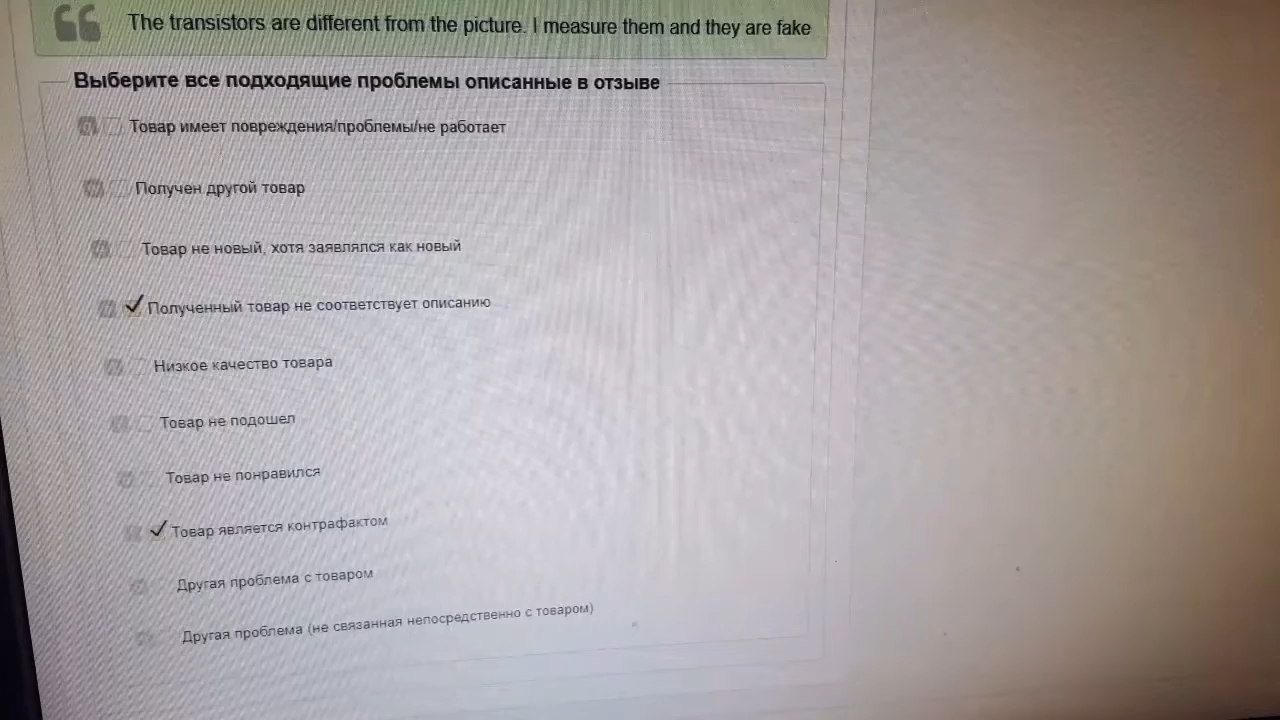 The transistors are different from the picture. I measure them and they are fake
Выберите все подходящие проблемы описанные в отзыве
Товар имеет повреждения/проблемы/не работает
Получен другой товар
Товар не новый, хотя заявлялся как новый
Полученный товар не соответствует описанию
Низкое качество товара
Товар не подошел
Товар не понравился
Товар является контрафактом
Другая проблема с товаром
Другая проблема (не связанная непосредственно с товаром)